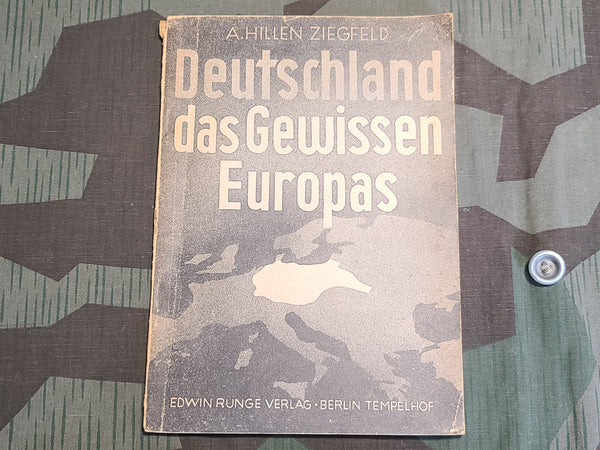 A. HILLEN ZIEGFELD
Deutschland
das Gewissen
Europas
EDWIN RUNGE VERLAG • BERLIN TEMPELHOF